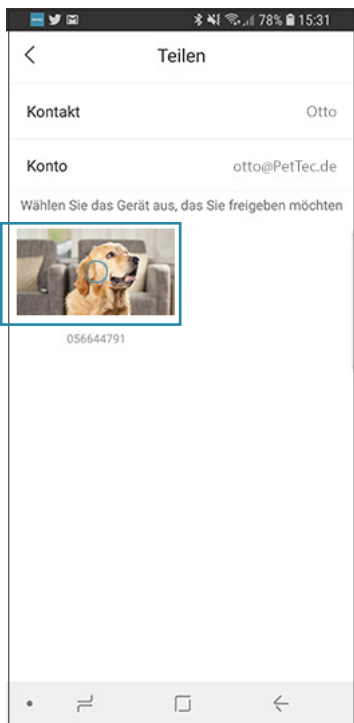 78% 15:31
Teilen
Kontakt Otto
Konto otto@PetTec.de
Wählen Sie das Gerät aus, das Sie freigeben möchten
056644791